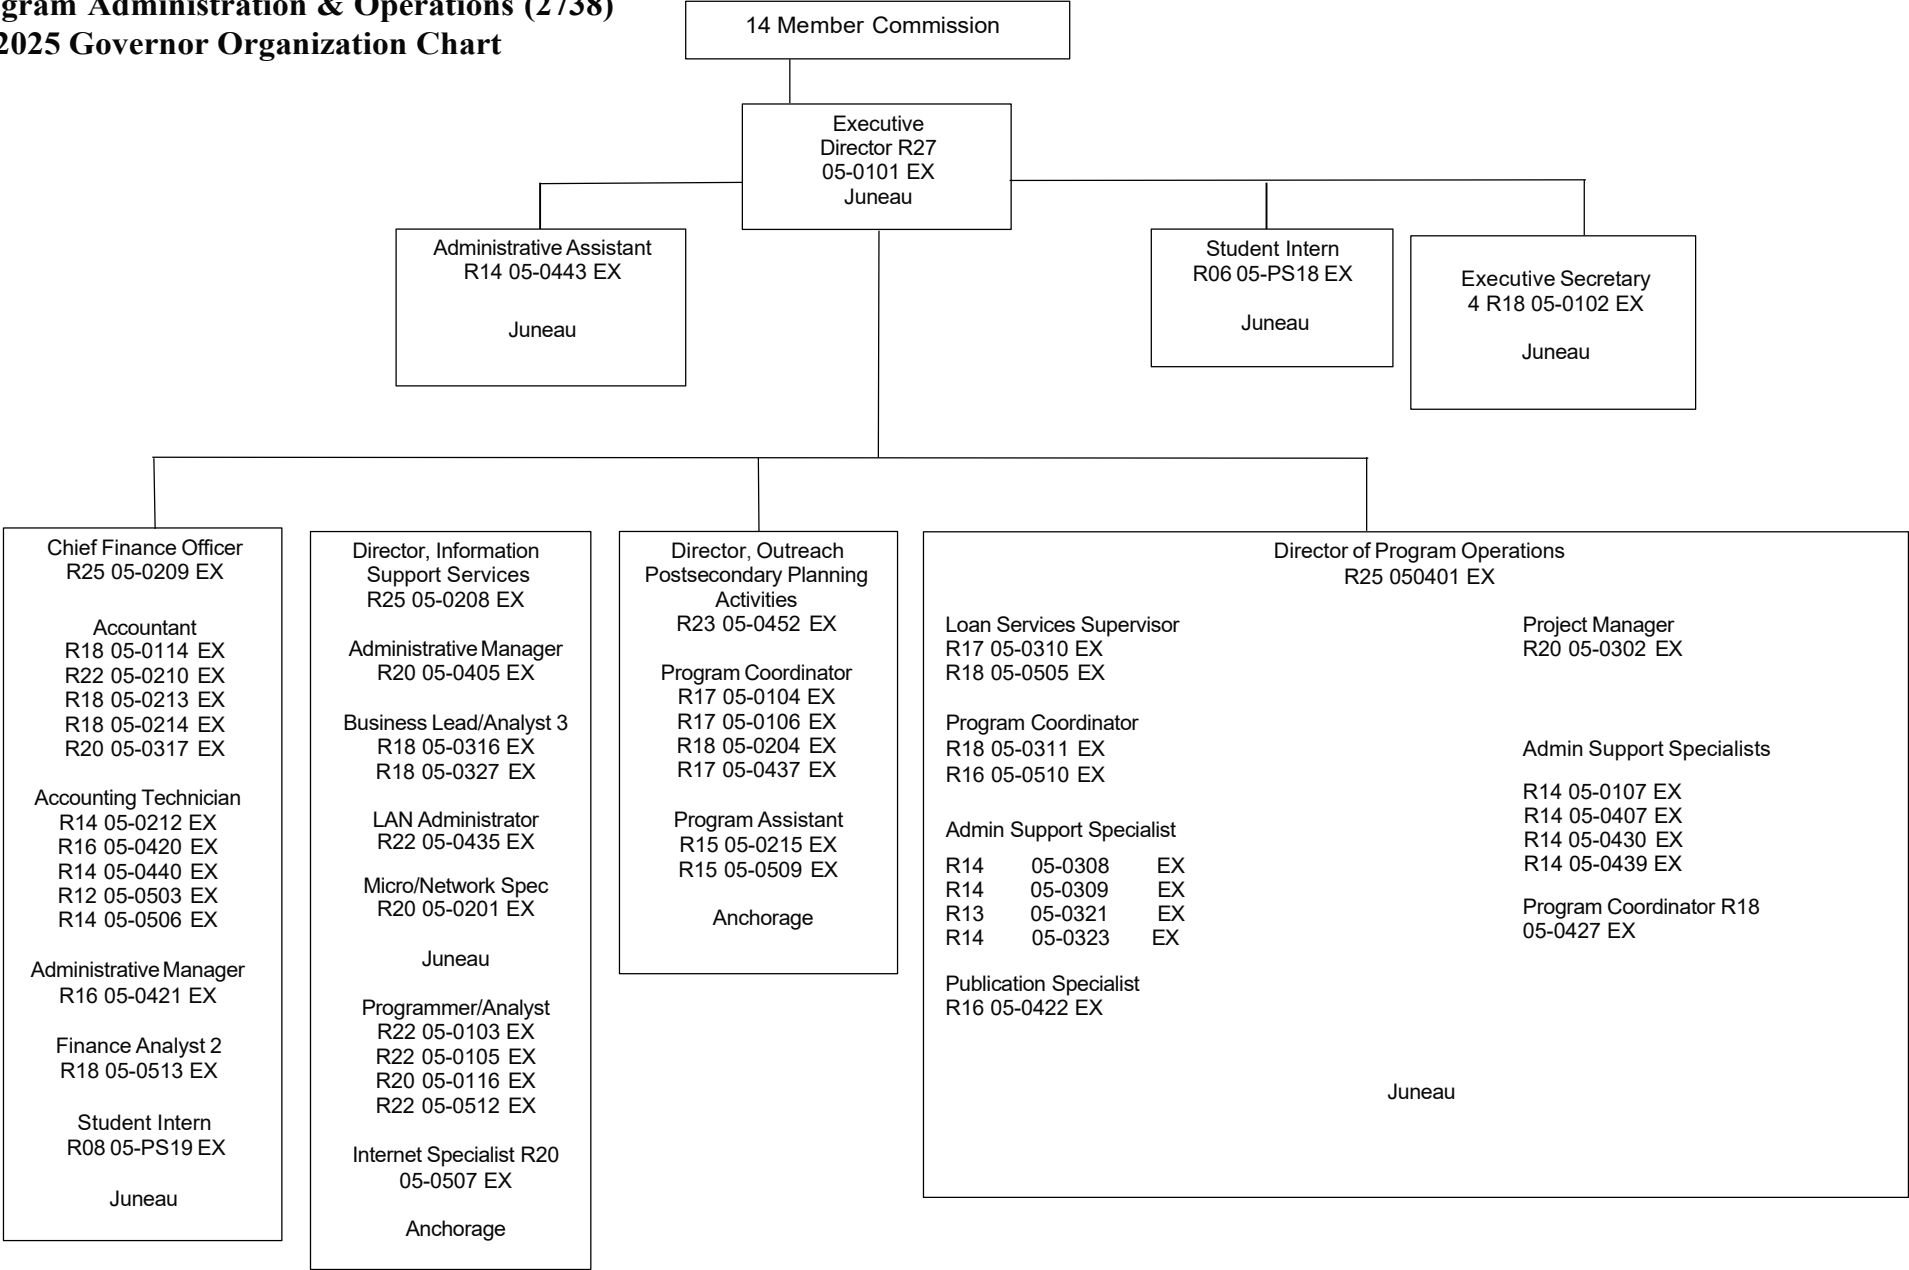 Administration & Operations (2738)
2025 Governor Organization Chart
14 Member Commission
Executive
Director R27
05-0101 EX
Juneau
Administrative Assistant
R14 05-0443 EX
Juneau
Student Intern
R06 05-PS18 EX
Juneau
Executive Secretary
4 R18 05-0102 EX
Juneau
Chief Finance Officer
R25 05-0209 EX
Accountant
R18 05-0114 EX
R22 05-0210 EX
R18 05-0213 EX
R18 05-0214 EX
R20 05-0317 EX
Accounting Technician
R14 05-0212 EX
R16 05-0420 EX
R14 05-0440 EX
R12 05-0503 EX
R14 05-0506 EX
Administrative Manager
R16 05-0421 EX
Finance Analyst 2
R18 05-0513 EX
Student Intern
R08 05-PS19 EX
Juneau
Director, Information
Support Services
R25 05-0208 EX
Administrative Manager
R20 05-0405 EX
Business Lead/Analyst 3
R18 05-0316 EX
R18 05-0327 EX
LAN Administrator
R22 05-0435 EX
Micro/Network Spec
R20 05-0201 EX
Juneau
Programmer/Analyst
R22 05-0103 EX
R22 05-0105 EX
R20 05-0116 EX
R22 05-0512 EX
Internet Specialist R20
05-0507 EX
Anchorage
Director, Outreach
Postsecondary Planning
Activities
R23 05-0452 EX
Program Coordinator
R17 05-0104 EX
R17 05-0106 EX
R18 05-0204 EX
R17 05-0437 EX
Program Assistant
R15 05-0215 EX
R15 05-0509 EX
Anchorage
Director of Program Operations
R25 050401 EX
Loan Services Supervisor
R17 05-0310 EX
R18 05-0505 EX
Program Coordinator
R18 05-0311 EX
R16 05-0510 EX
Admin Support Specialist
R14 05-0308 EX
R14 05-0309 EX
R13 05-0321 EX
R14 05-0323 EX
Publication Specialist
R16 05-0422 EX
Project Manager
R20 05-0302 EX
Admin Support Specialists
R14 05-0107 EX
R14 05-0407 EX
R14 05-0430 EX
R14 05-0439 EX
Program Coordinator R18
05-0427 EX
Juneau